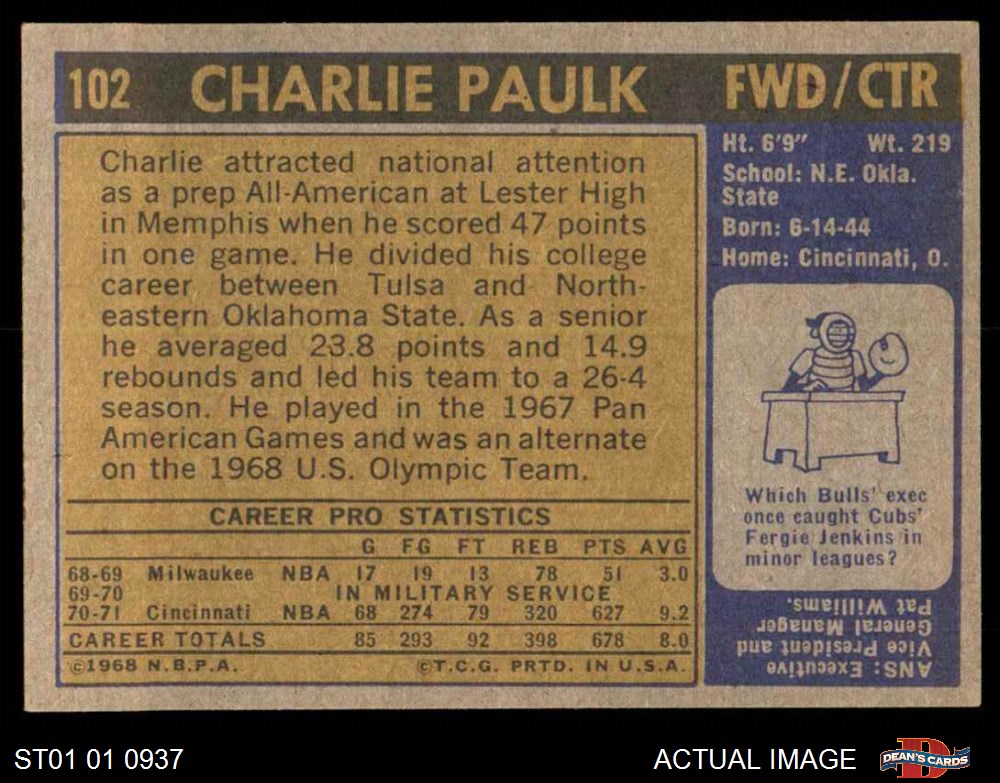 102 CHARLIE PAULK FWD/CTR
Charlie attracted national attention
as a prep All-American at Lester High
in Memphis when he scored 47 points
in one game. He divided his college
career between Tulsa and North-
eastern Oklahoma State. As a senior
he averaged 23.8 points and 14.9
rebounds and led his team to a 26-4
season. He played in the 1967 Pan
American Games and was an alternate
on the 1968 U.S. Olympic Team.
CAREER PRO STATISTICS
G FG FT REB PTS AVG
68-69 Milwaukee NBA 17 19 13 78 51 3.0
69-70 IN MILITARY SERVICE
70-71 Cincinnati NBA 68 274 79 320 627 9.2
CAREER TOTALS 85 293 92 398 678 8.0
©1968 N.B.P.A. ©T.C.G. PRTD. IN U.S.A.
Ht. 6'9" Wt. 219
School: N.E. Okla.
State
Born: 6-14-44
Home: Cincinnati, O.
Which Bulls' exec
once caught Cubs'
Fergie Jenkins in
minor leagues?
ANS: Executive
Vice President and
General Manager
Pat Williams.
ST01 01 0937
ACTUAL IMAGE
DEAN'S CARDS